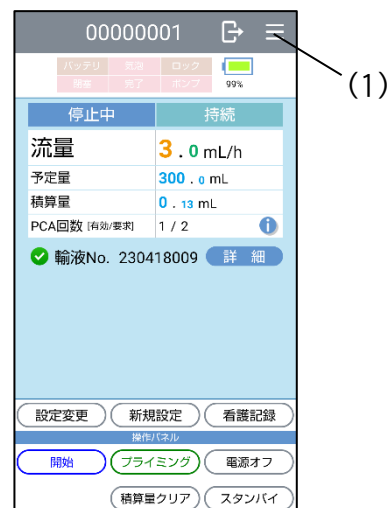 00000001
(1)
バッテリ 気泡 ロック
閉塞 完了 ポンプ 99%
停止中 持続
流量 3.0 mL/h
予定量 300.0 mL
積算量 0.13 mL
PCA回数 [有効/要求] 1 / 2 i
輸液No. 230418009 詳 細
設定変更 新規設定 看護記録
操作パネル
開始 プライミング 電源オフ
積算量クリア スタンバイ